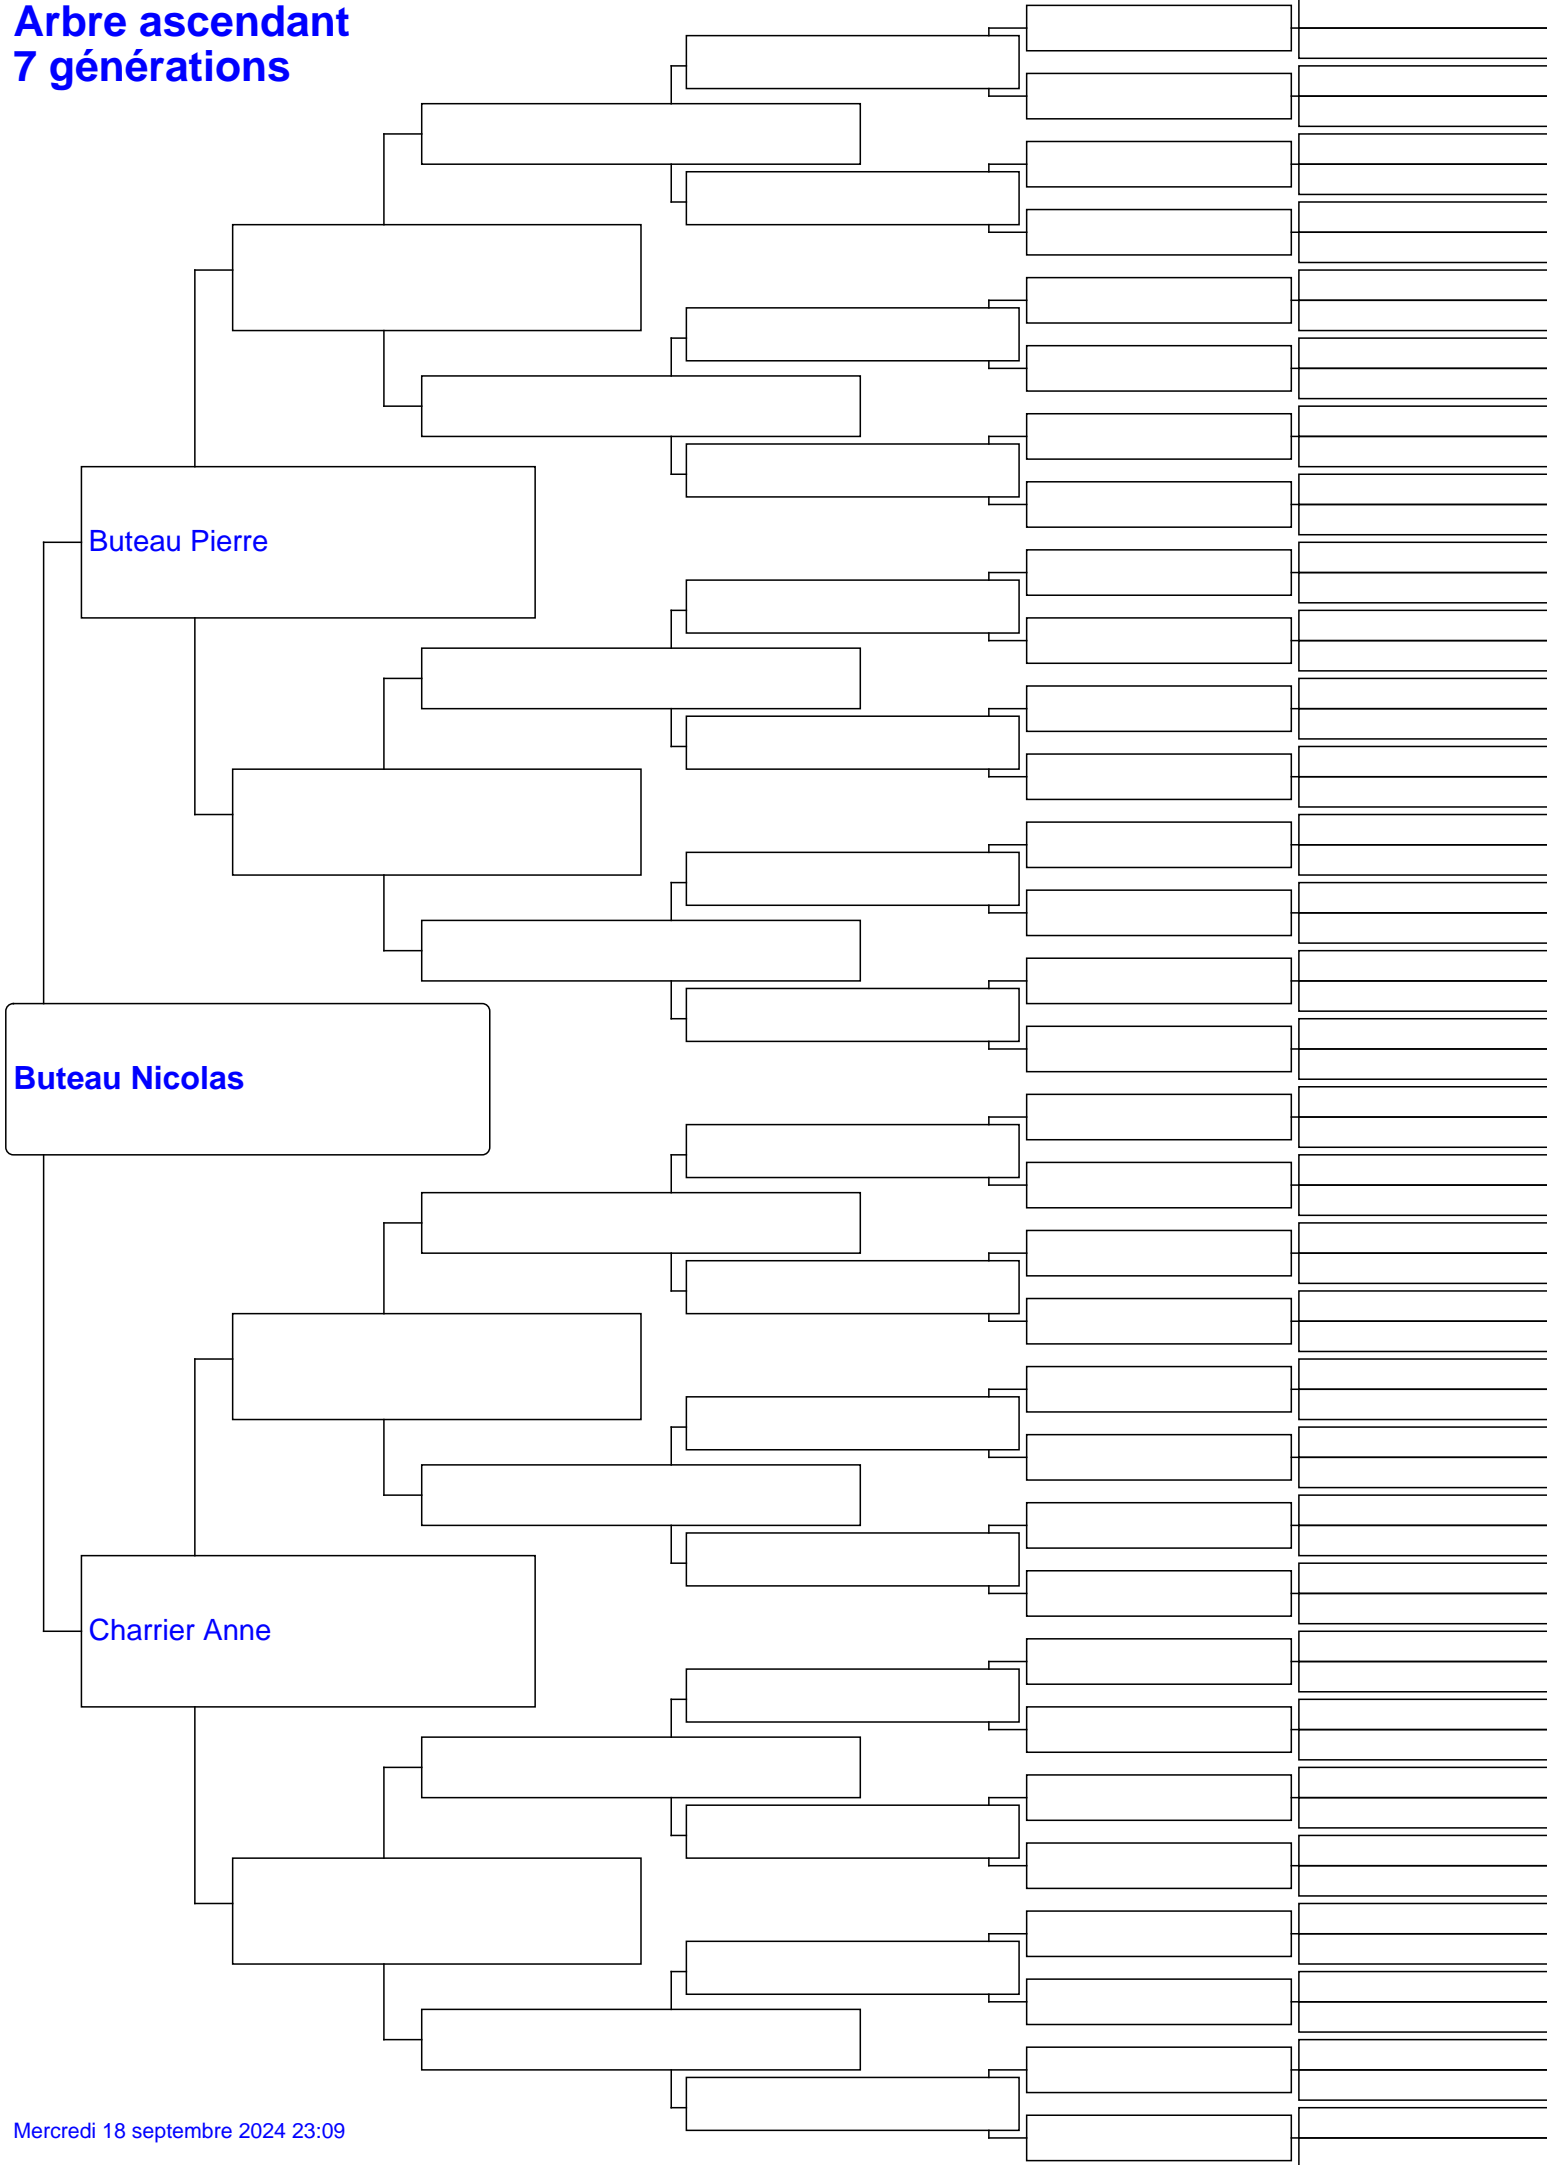 Arbre ascendant
7 générations
Buteau Pierre
Buteau Nicolas
Charrier Anne
Mercredi 18 septembre 2024 23:09